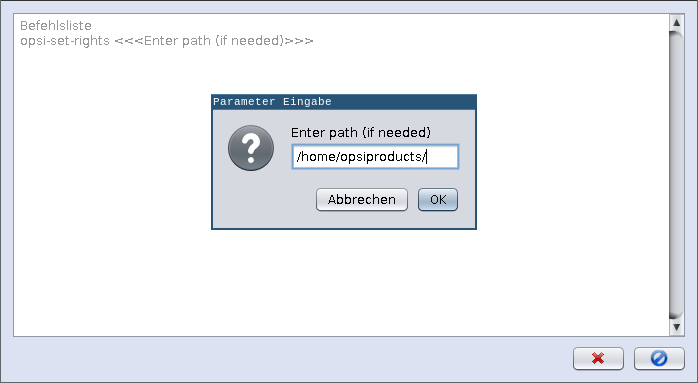 Befehlsliste
opsi-set-rights <<<Enter path (if needed)>>>
Parameter Eingabe
Enter path (if needed)
/home/opsiproducts/
Abbrechen OK